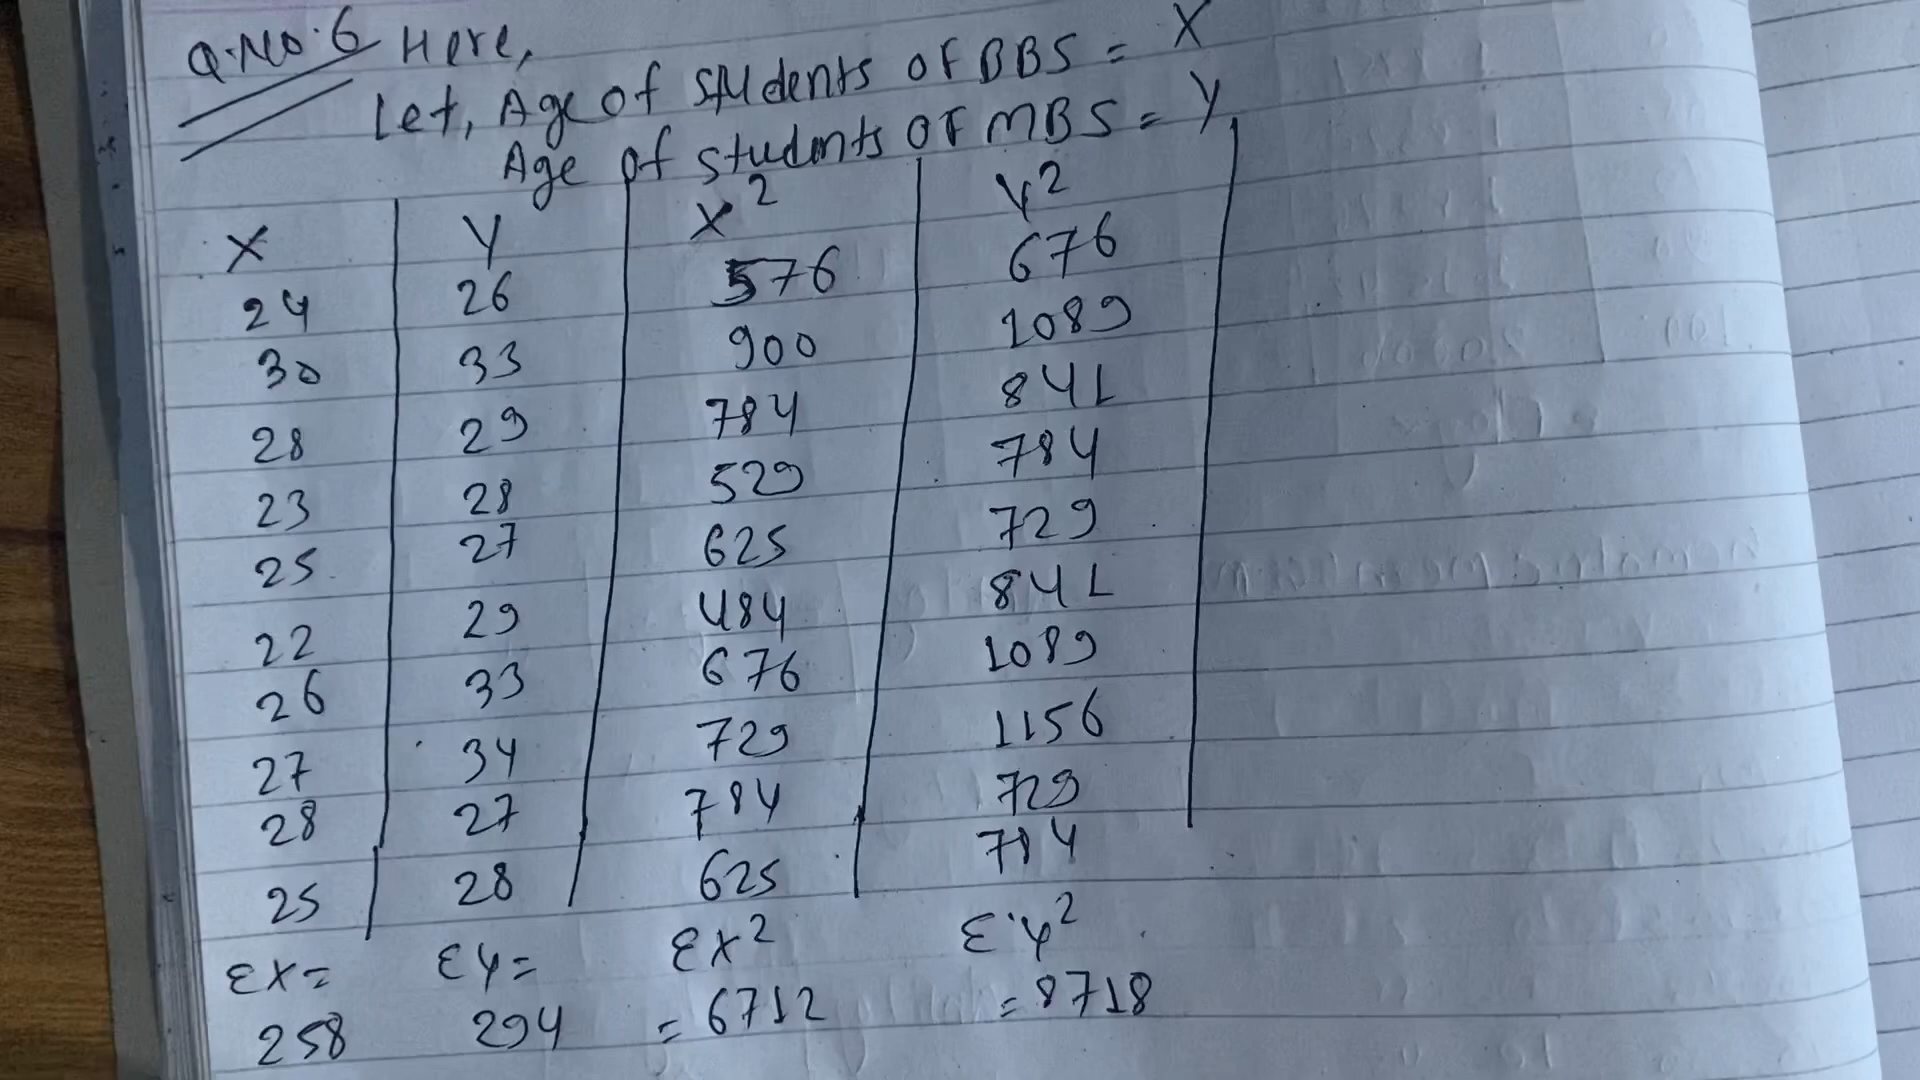 Q.No.6 Here,
Let, Age of students of BBS = X
Age of students of MBS = Y
X Y X² Y²
24 26 576 676
30 33 900 1089
28 29 784 841
23 28 529 784
25 27 625 729
22 29 484 841
26 33 676 1089
27 34 729 1156
28 27 784 729
25 28 625 784
ΣX= ΣY= ΣX² ΣY²
258 294 = 6712 = 8718